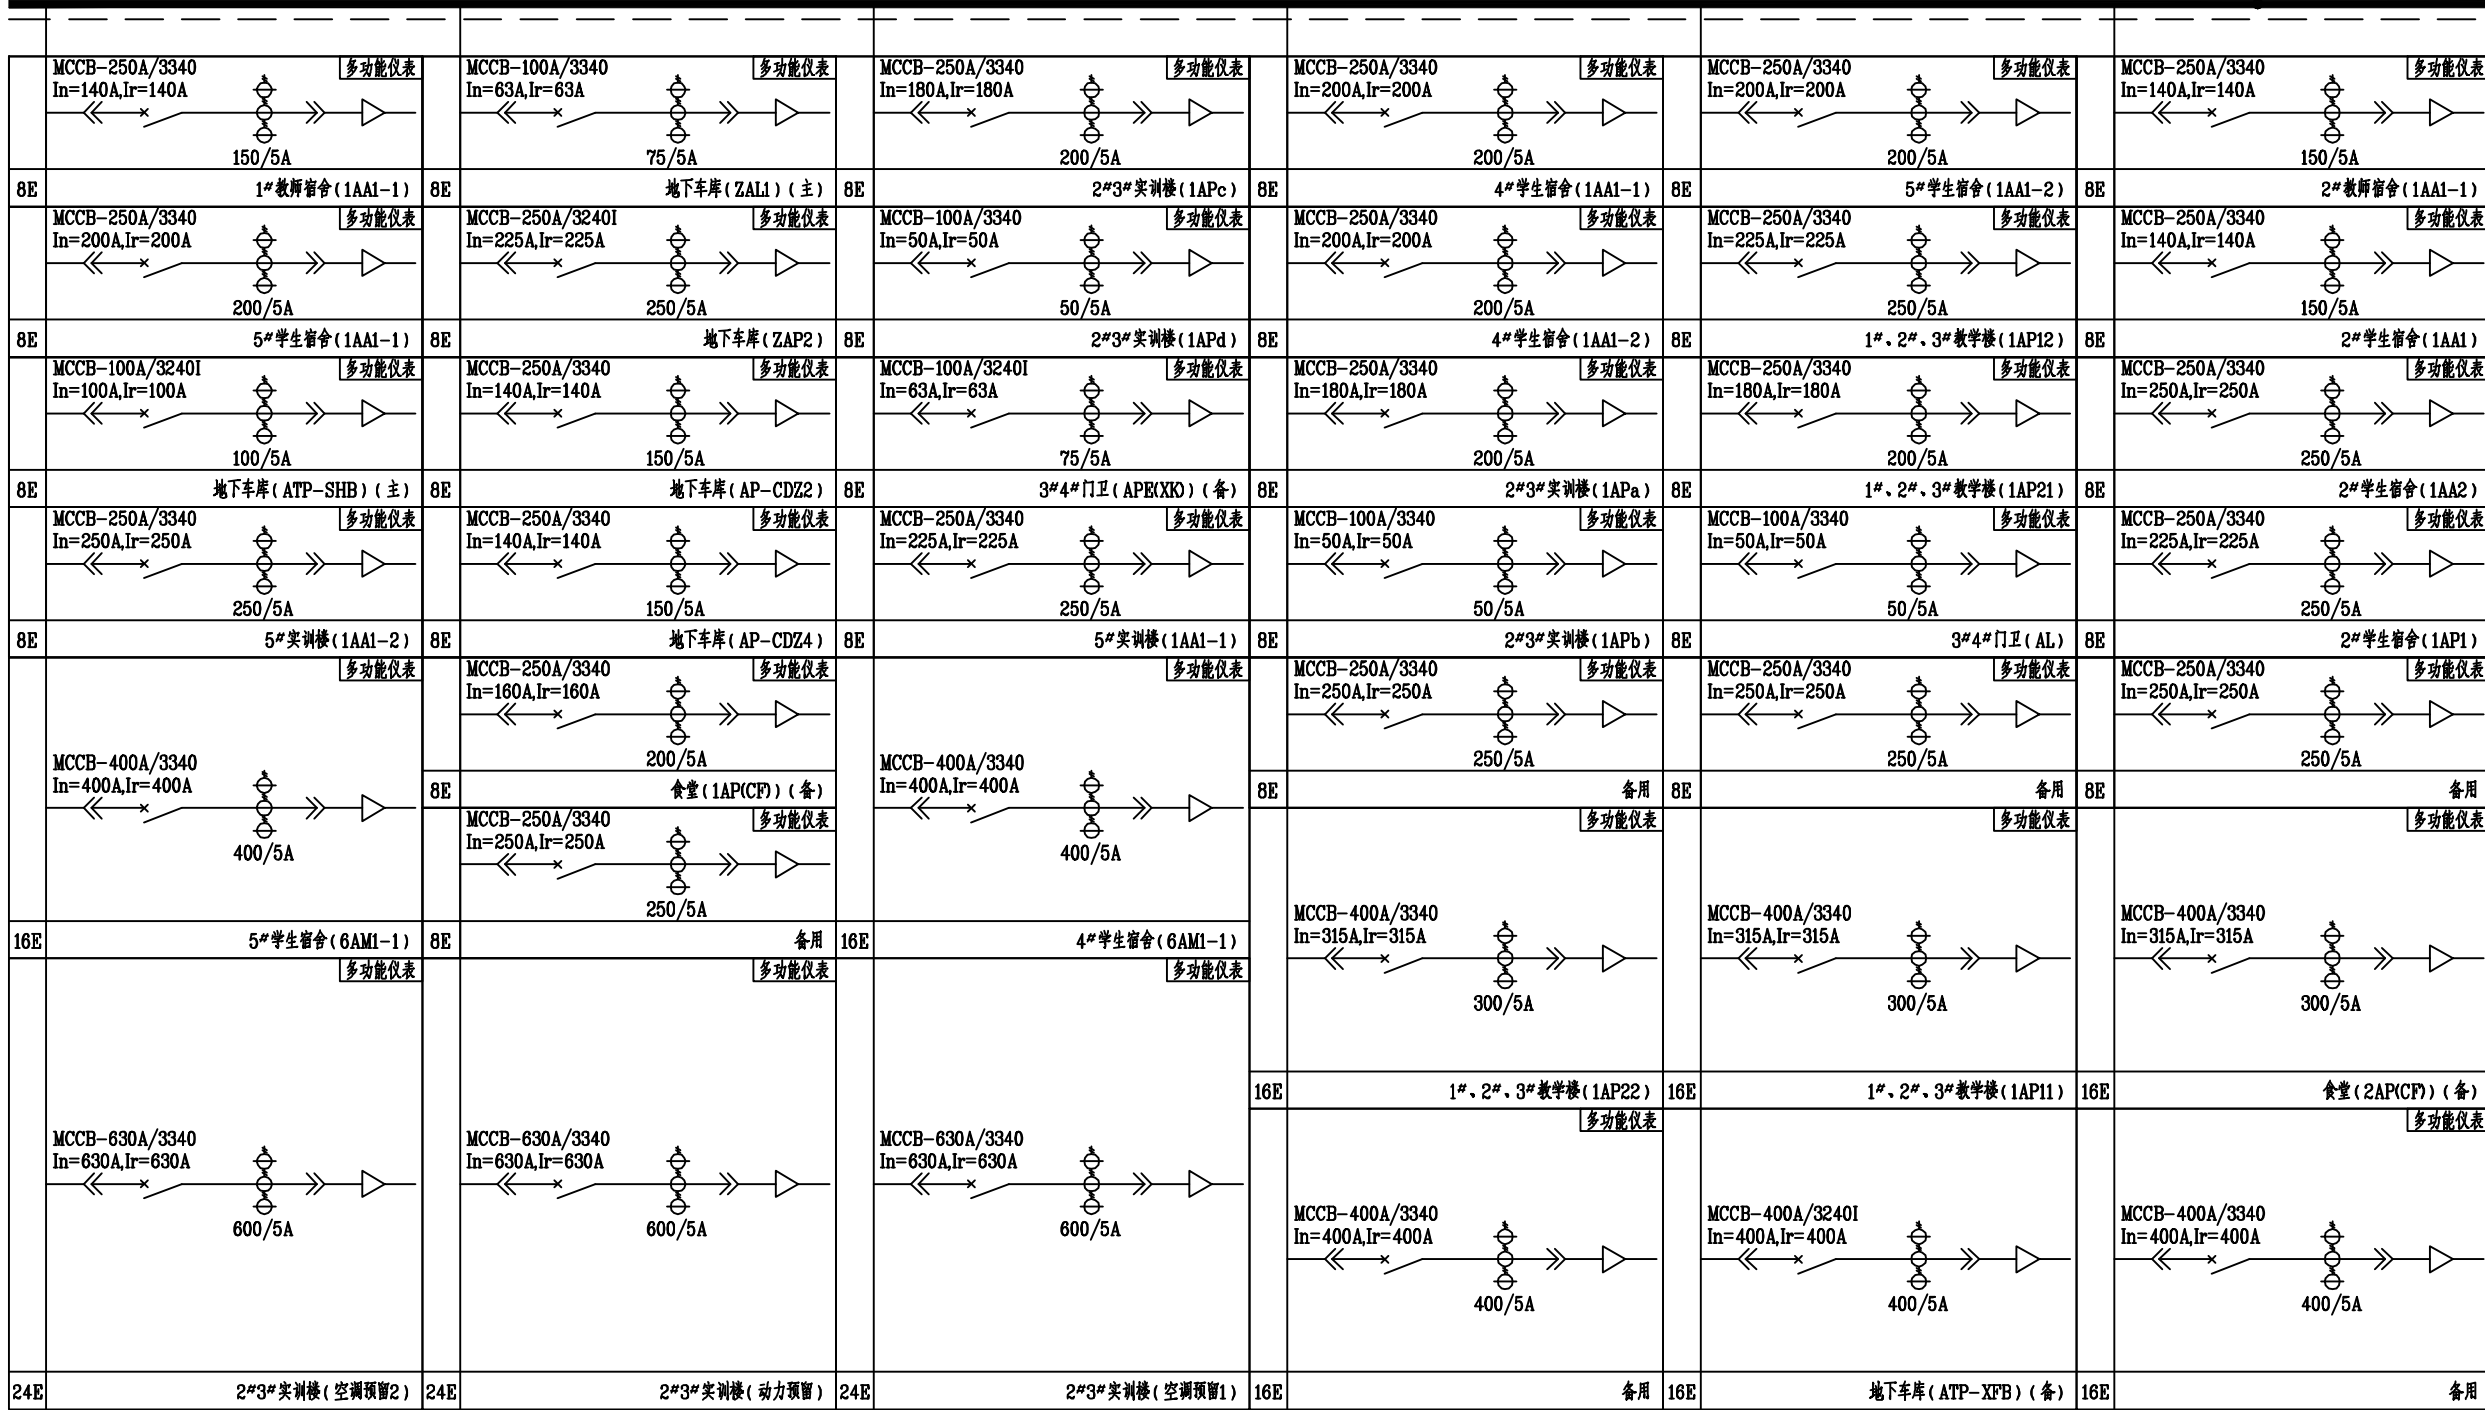 MCCB-250A/3340
多功能仪表
In=140A,Ir=140A
150/5A
8E
1#教师宿舍(1AA1-1)
MCCB-250A/3340
多功能仪表
In=200A,Ir=200A
200/5A
8E
5#学生宿舍(1AA1-1)
MCCB-100A/3240I
多功能仪表
In=100A,Ir=100A
100/5A
8E
地下车库(ATP-SHB)(主)
MCCB-250A/3340
多功能仪表
In=250A,Ir=250A
250/5A
8E
5#实训楼(1AA1-2)
多功能仪表
MCCB-400A/3340
In=400A,Ir=400A
400/5A
16E
5#学生宿舍(6AM1-1)
多功能仪表
MCCB-630A/3340
In=630A,Ir=630A
600/5A
24E
2#3#实训楼(空调预留2)
MCCB-100A/3340
多功能仪表
In=63A,Ir=63A
75/5A
8E
地下车库(ZAL1)(主)
MCCB-250A/3240I
多功能仪表
In=225A,Ir=225A
250/5A
8E
地下车库(ZAP2)
MCCB-250A/3340
多功能仪表
In=140A,Ir=140A
150/5A
8E
地下车库(AP-CDZ2)
MCCB-250A/3340
多功能仪表
In=140A,Ir=140A
150/5A
8E
地下车库(AP-CDZ4)
MCCB-250A/3340
多功能仪表
In=160A,Ir=160A
200/5A
8E
食堂(1AP(CF))(备)
MCCB-250A/3340
多功能仪表
In=250A,Ir=250A
250/5A
8E
备用
多功能仪表
MCCB-630A/3340
In=630A,Ir=630A
600/5A
24E
2#3#实训楼(动力预留)
MCCB-250A/3340
多功能仪表
In=180A,Ir=180A
200/5A
8E
2#3#实训楼(1APc)
MCCB-100A/3340
多功能仪表
In=50A,Ir=50A
50/5A
8E
2#3#实训楼(1APd)
MCCB-100A/3240I
多功能仪表
In=63A,Ir=63A
75/5A
8E
3#4#门卫(APE(XK))(备)
MCCB-250A/3340
多功能仪表
In=225A,Ir=225A
250/5A
8E
5#实训楼(1AA1-1)
多功能仪表
MCCB-400A/3340
In=400A,Ir=400A
400/5A
16E
4#学生宿舍(6AM1-1)
多功能仪表
MCCB-630A/3340
In=630A,Ir=630A
600/5A
24E
2#3#实训楼(空调预留1)
MCCB-250A/3340
多功能仪表
In=200A,Ir=200A
200/5A
8E
4#学生宿舍(1AA1-1)
MCCB-250A/3340
多功能仪表
In=200A,Ir=200A
200/5A
8E
4#学生宿舍(1AA1-2)
MCCB-250A/3340
多功能仪表
In=180A,Ir=180A
200/5A
8E
2#3#实训楼(1APa)
MCCB-100A/3340
多功能仪表
In=50A,Ir=50A
50/5A
8E
2#3#实训楼(1APb)
MCCB-250A/3340
多功能仪表
In=250A,Ir=250A
250/5A
8E
备用
多功能仪表
MCCB-400A/3340
In=315A,Ir=315A
300/5A
16E
1#、2#、3#教学楼(1AP22)
多功能仪表
MCCB-400A/3340
In=400A,Ir=400A
400/5A
16E
备用
MCCB-250A/3340
多功能仪表
In=200A,Ir=200A
200/5A
8E
5#学生宿舍(1AA1-2)
MCCB-250A/3340
多功能仪表
In=225A,Ir=225A
250/5A
8E
1#、2#、3#教学楼(1AP12)
MCCB-250A/3340
多功能仪表
In=180A,Ir=180A
200/5A
8E
1#、2#、3#教学楼(1AP21)
MCCB-100A/3340
多功能仪表
In=50A,Ir=50A
50/5A
8E
3#4#门卫(AL)
MCCB-250A/3340
多功能仪表
In=250A,Ir=250A
250/5A
8E
备用
多功能仪表
MCCB-400A/3340
In=315A,Ir=315A
300/5A
16E
1#、2#、3#教学楼(1AP11)
多功能仪表
MCCB-400A/3240I
In=400A,Ir=400A
400/5A
16E
地下车库(ATP-XFB)(备)
MCCB-250A/3340
多功能仪表
In=140A,Ir=140A
150/5A
8E
2#教师宿舍(1AA1-1)
MCCB-250A/3340
多功能仪表
In=140A,Ir=140A
150/5A
8E
2#学生宿舍(1AA1)
MCCB-250A/3340
多功能仪表
In=250A,Ir=250A
250/5A
8E
2#学生宿舍(1AA2)
MCCB-250A/3340
多功能仪表
In=225A,Ir=225A
250/5A
8E
2#学生宿舍(1AP1)
MCCB-250A/3340
多功能仪表
In=250A,Ir=250A
250/5A
8E
备用
多功能仪表
MCCB-400A/3340
In=315A,Ir=315A
300/5A
16E
食堂(2AP(CF))(备)
多功能仪表
MCCB-400A/3340
In=400A,Ir=400A
400/5A
16E
备用